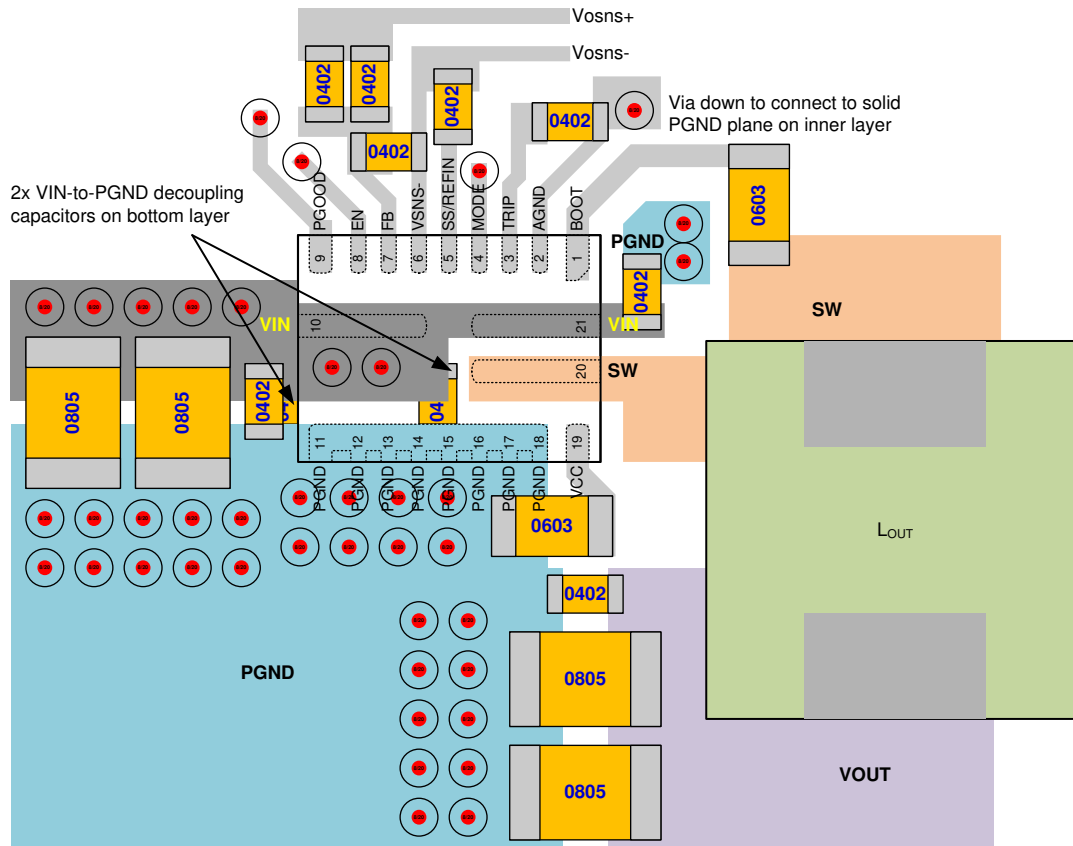 Vosns+
Vosns-
0402
0402
0402
0402
0402
Via down to connect to solid
PGND plane on inner layer
2x VIN-to-PGND decoupling
capacitors on bottom layer
PGOOD
EN
FB
VSNS-
SS/REFIN
MODE
TRIP
AGND
BOOT
0603
PGND
9
8
7
6
5
4
3
2
1
0402
SW
VIN
10
21
VIN
20
SW
0805
0805
0402
04
04
11
12
13
14
15
16
17
18
19
PGND
PGND
PGND
PGND
PGND
PGND
PGND
PGND
VCC
0603
LOUT
0402
PGND
0805
VOUT
0805